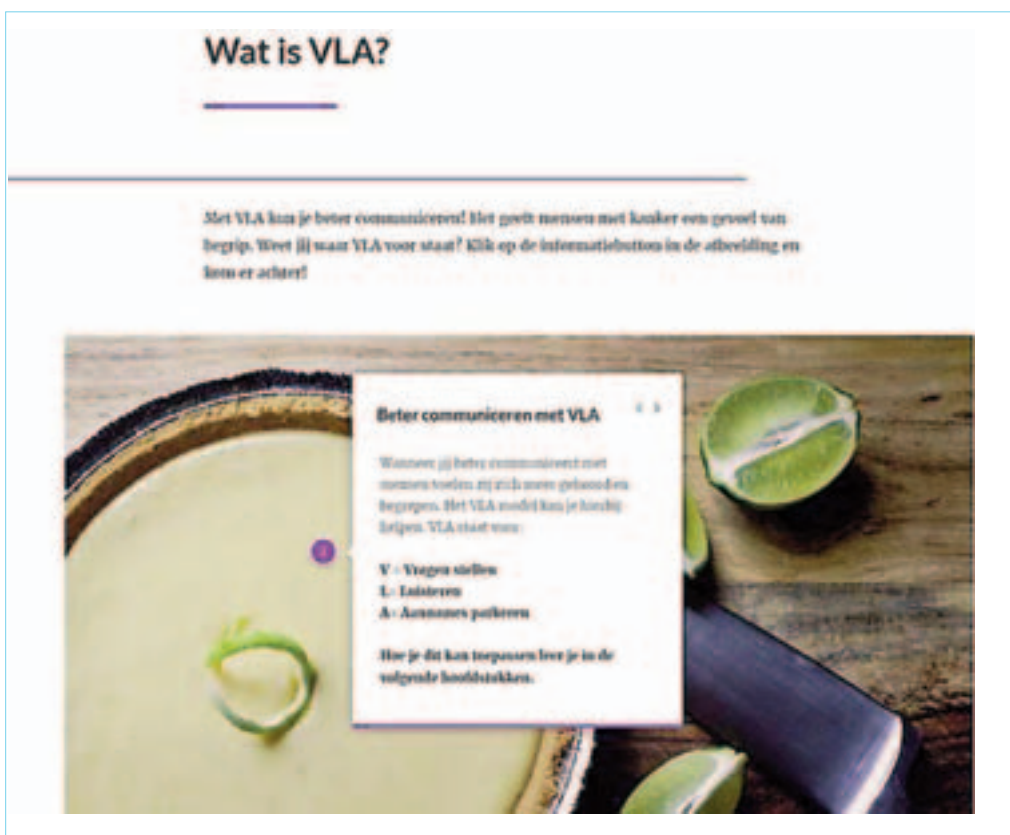 Wat is VLA?
Met VLA kun je beter communiceren! Het geeft mensen met kanker een gevoel van
begrip. Weet jij waar VLA voor staat? Klik op de informatiebutton in de afbeelding en
kom er achter!
Beter communiceren met VLA
Wanneer jij beter communiceert met
mensen voelen zij zich meer gehoord en
begrepen. Het VLA model kan je hierbij
helpen. VLA staat voor:
V - Vragen stellen
L - Luisteren
A - Aannames parkeren
Hoe je dit kan toepassen leer je in de
volgende hoofdstukken.